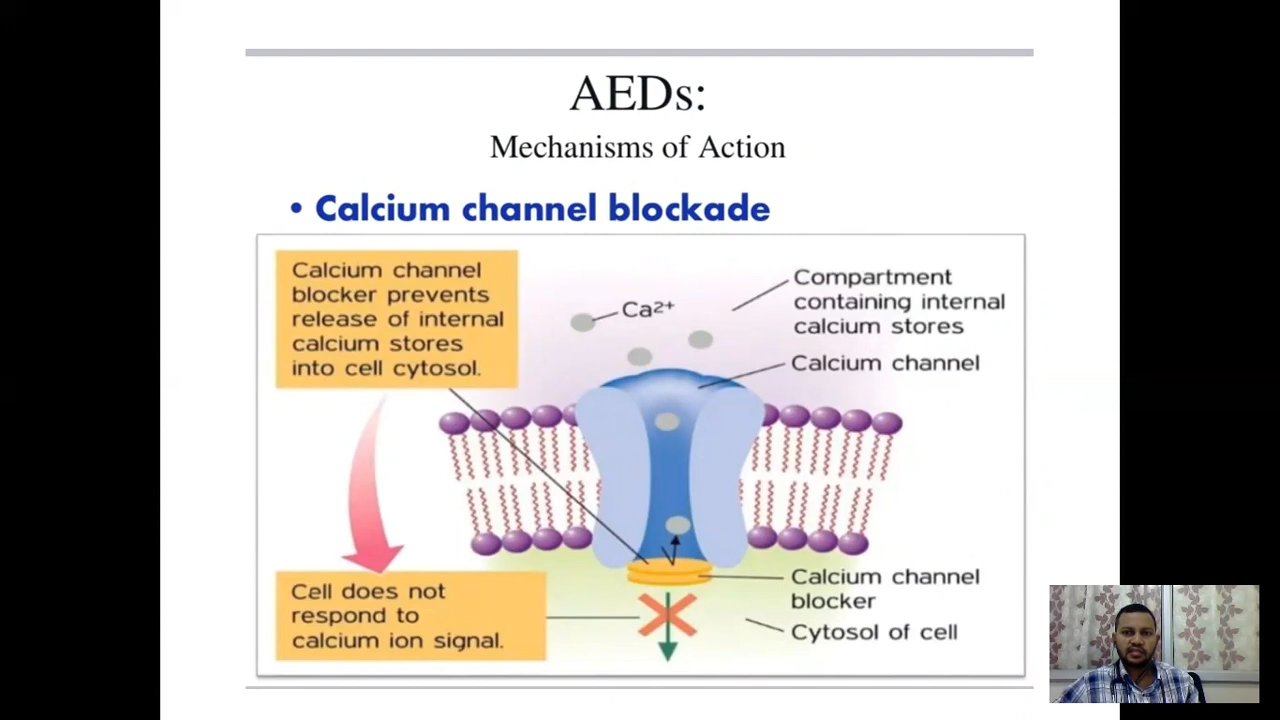 AEDs:
Mechanisms of Action
• Calcium channel blockade
Calcium channel
blocker prevents
release of internal
calcium stores
into cell cytosol.
Ca²⁺
Compartment
containing internal
calcium stores
Calcium channel
Cell does not
respond to
calcium ion signal.
Calcium channel
blocker
Cytosol of cell